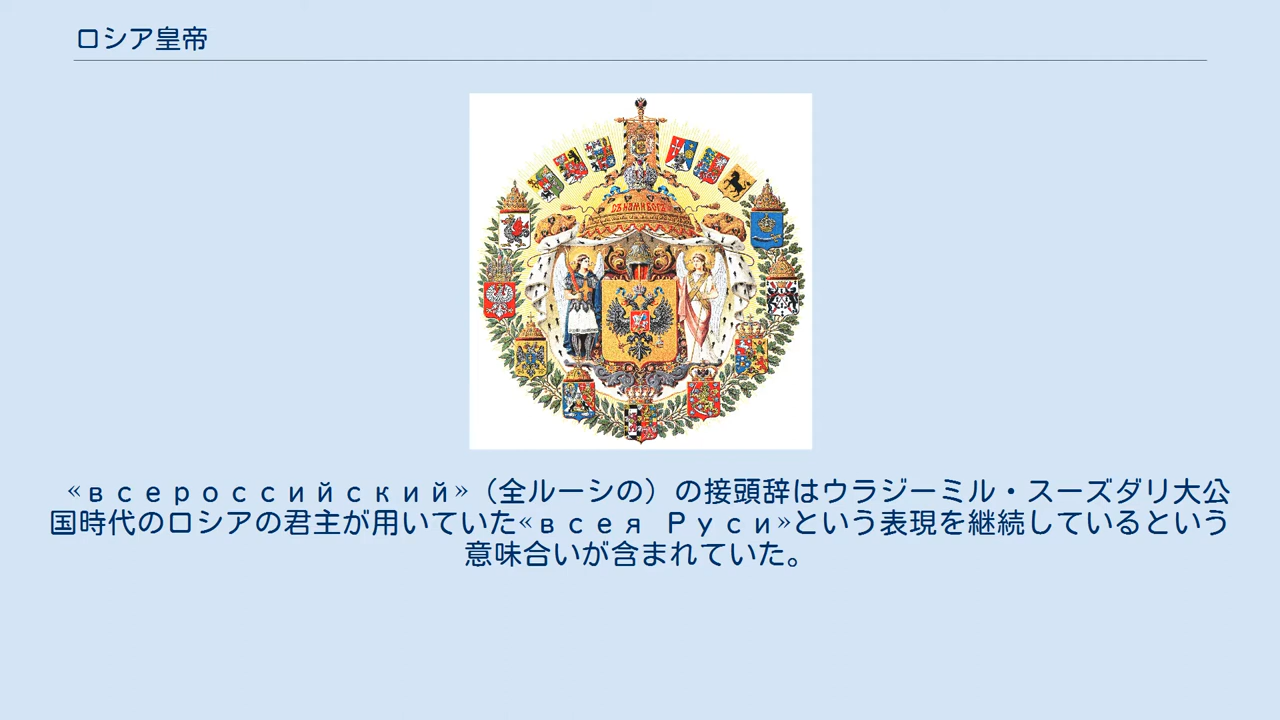 ロシア皇帝
СЪ НАМИ БОГЪ
«всероссийский»（全ルーシの）の接頭辞はウラジーミル・スーズダリ大公
国時代のロシアの君主が用いていた«всея Руси»という表現を継続しているという
意味合いが含まれていた。